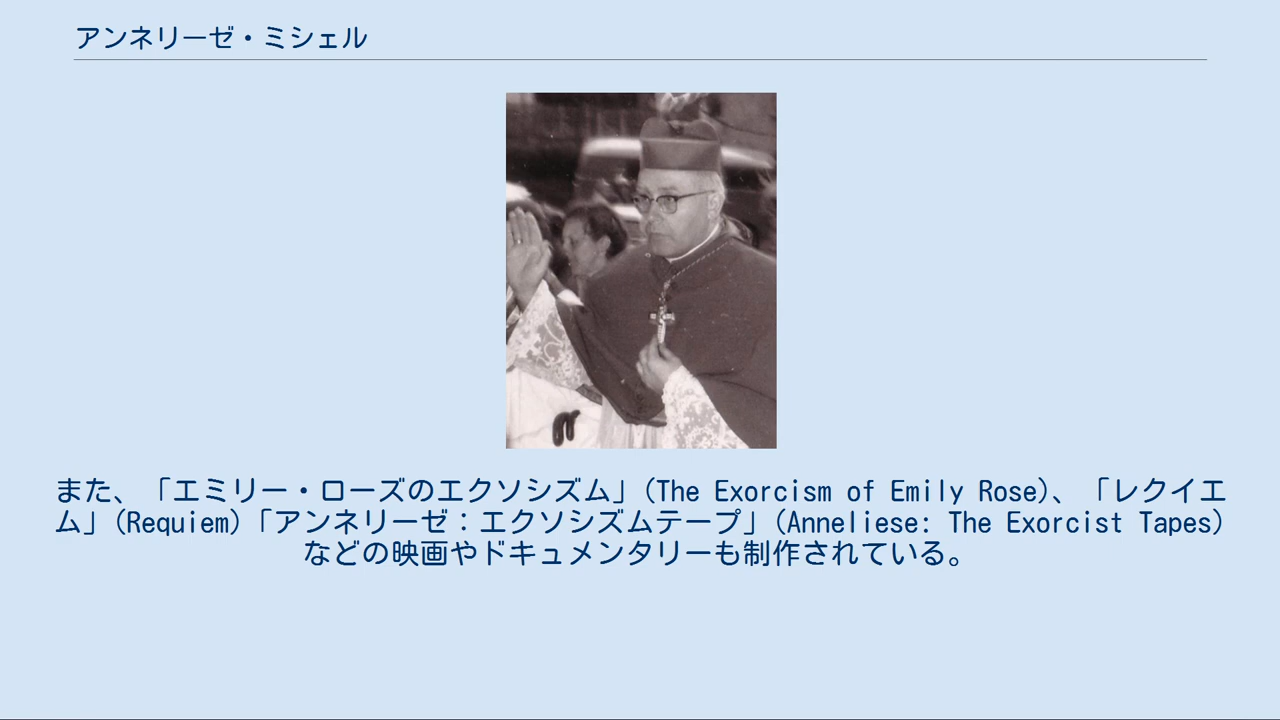 アンネリーゼ・ミシェル
また、「エミリー・ローズのエクソシズム」(The Exorcism of Emily Rose)、「レクイエ
ム」(Requiem)「アンネリーゼ：エクソシズムテープ」(Anneliese: The Exorcist Tapes)
などの映画やドキュメンタリーも制作されている。